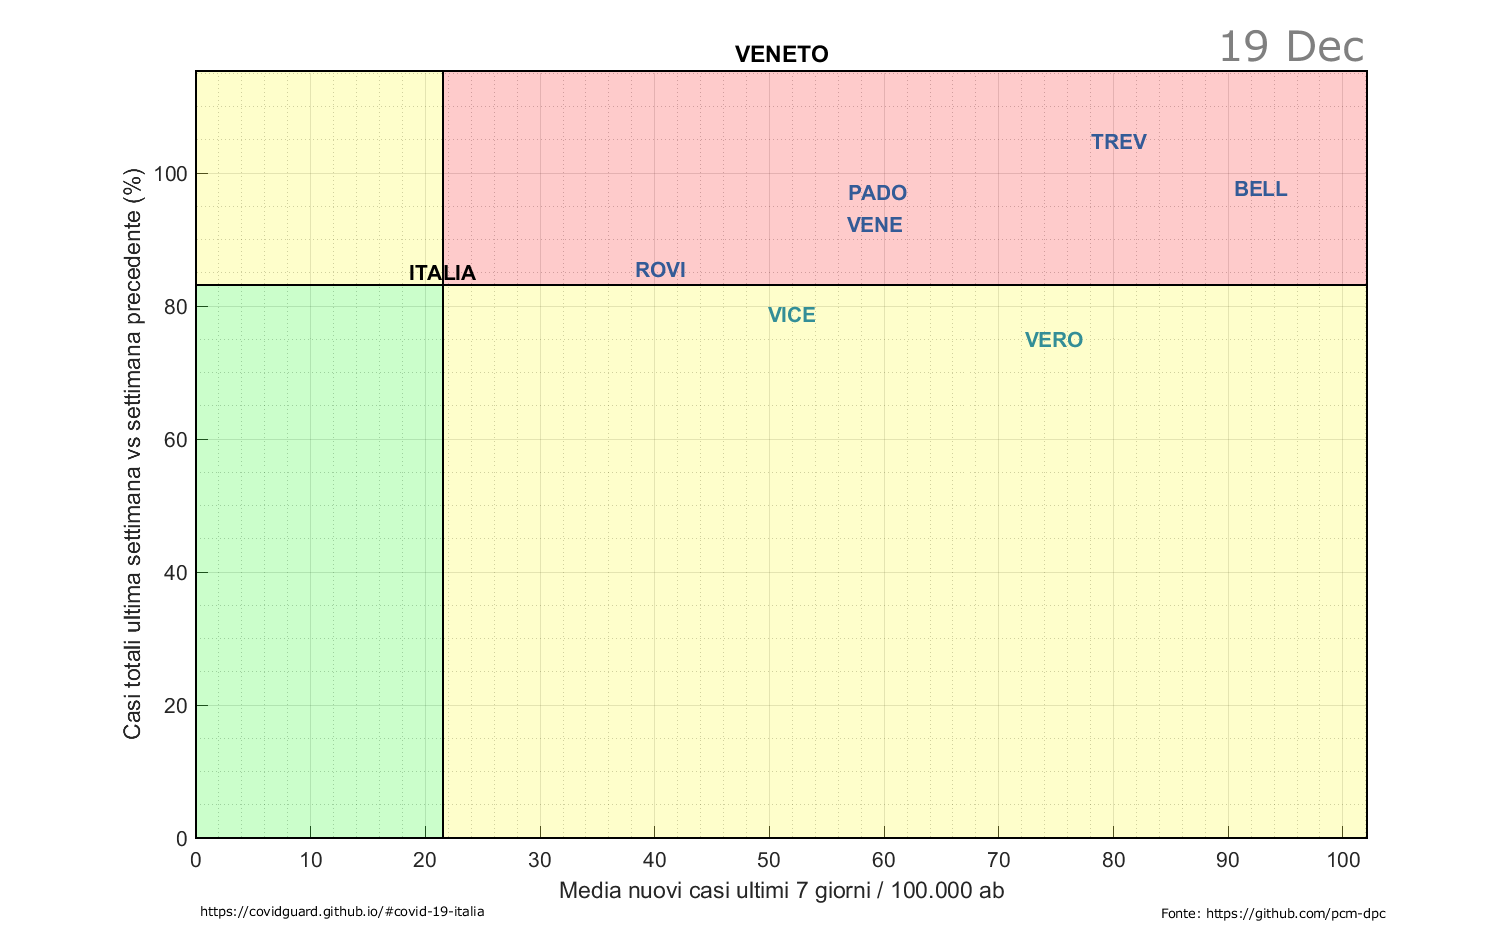 19 Dec
VENETO
TREV
BELL
PADO
VENE
ROVI
ITALIA
VICE
VERO
Casi totali ultima settimana vs settimana precedente (%)
100
80
60
40
20
0
0 10 20 30 40 50 60 70 80 90 100
Media nuovi casi ultimi 7 giorni / 100.000 ab
https://covidguard.github.io/#covid-19-italia
Fonte: https://github.com/pcm-dpc